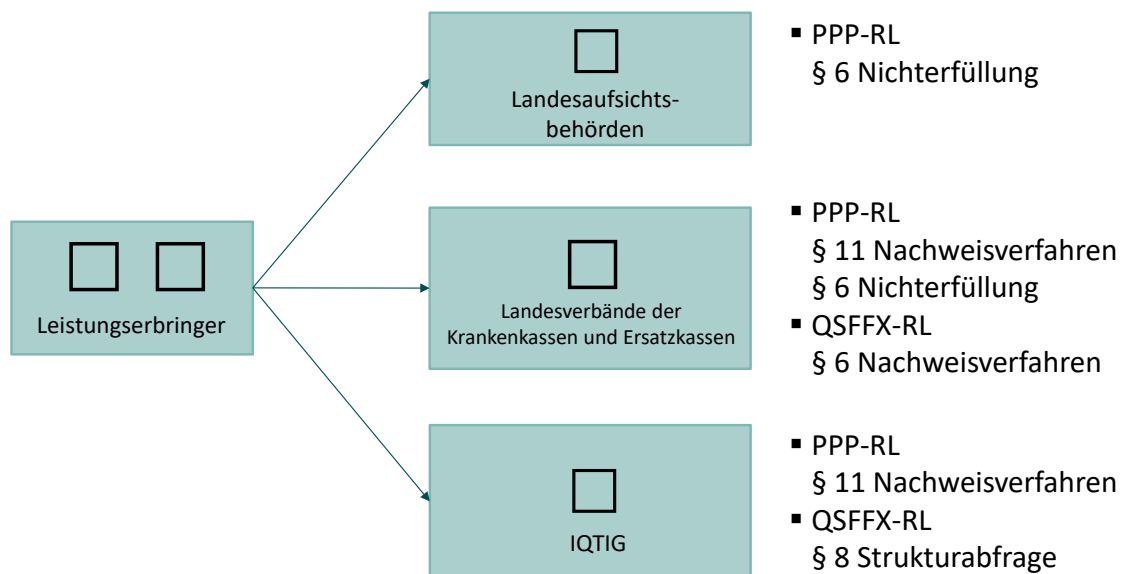 ▪ PPP-RL
§ 6 Nichterfüllung
Landesaufsichts-
behörden
Leistungserbringer
Landesverbände der
Krankenkassen und Ersatzkassen
▪ PPP-RL
§ 11 Nachweisverfahren
§ 6 Nichterfüllung
▪ QSFFX-RL
§ 6 Nachweisverfahren
IQTIG
▪ PPP-RL
§ 11 Nachweisverfahren
▪ QSFFX-RL
§ 8 Strukturabfrage